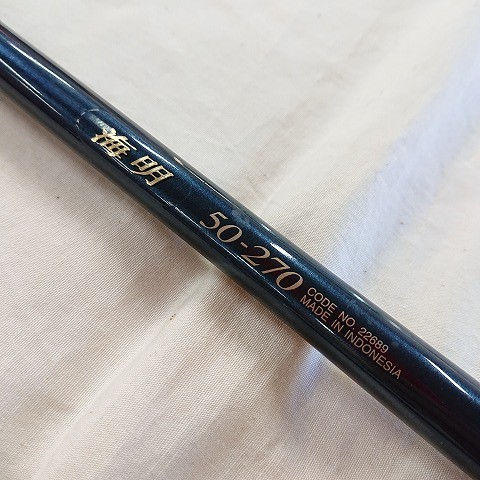 海明
50-270
CODE NO. 22689
MADE IN INDONESIA